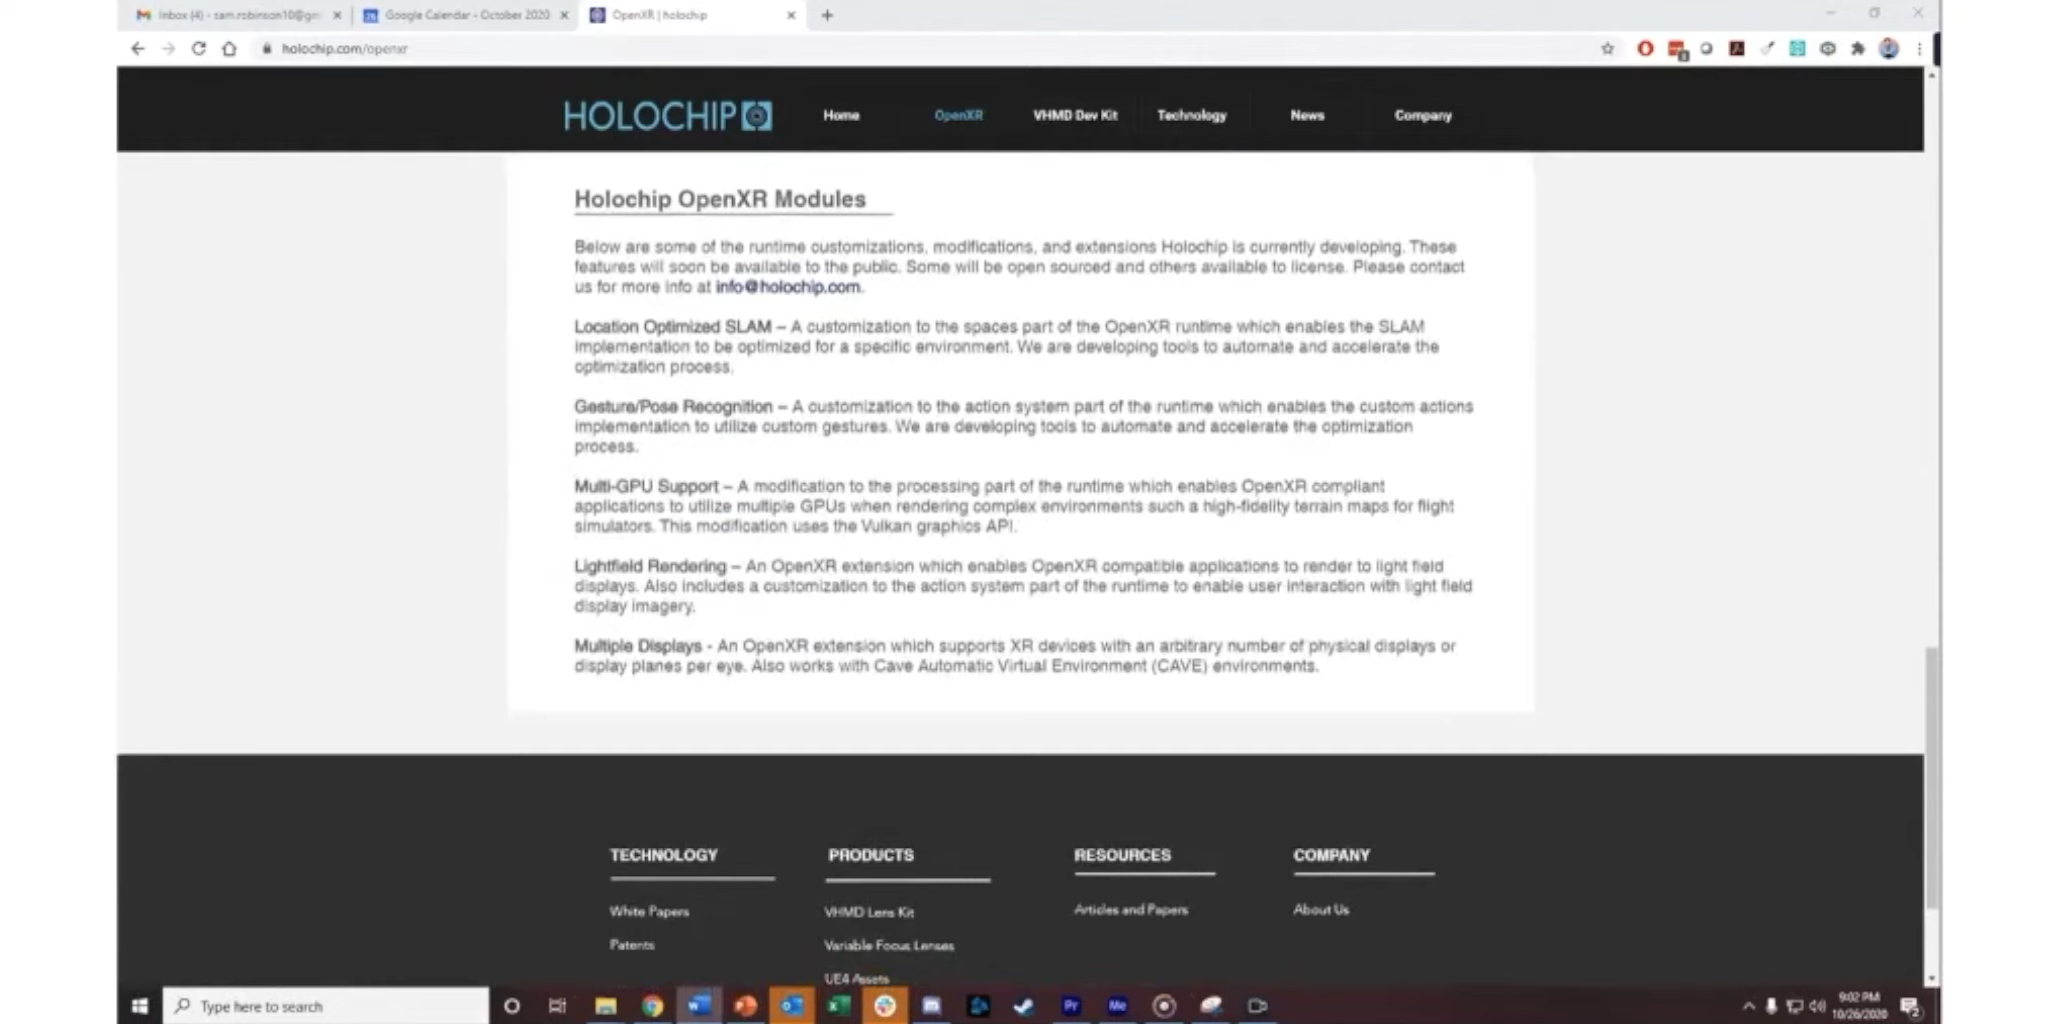 Inbox (4) - sam.robinson10@gm
Google Calendar - October 2020
OpenXR | holochip
holochip.com/openxr
HOLOCHIP
Home
OpenXR
VHMD Dev Kit
Technology
News
Company
Holochip OpenXR Modules
Below are some of the runtime customizations, modifications, and extensions Holochip is currently developing. These
features will soon be available to the public. Some will be open sourced and others available to license. Please contact
us for more info at info@holochip.com.
Location Optimized SLAM – A customization to the spaces part of the OpenXR runtime which enables the SLAM
implementation to be optimized for a specific environment. We are developing tools to automate and accelerate the
optimization process.
Gesture/Pose Recognition – A customization to the action system part of the runtime which enables the custom actions
implementation to utilize custom gestures. We are developing tools to automate and accelerate the optimization
process.
Multi-GPU Support – A modification to the processing part of the runtime which enables OpenXR compliant
applications to utilize multiple GPUs when rendering complex environments such a high-fidelity terrain maps for flight
simulators. This modification uses the Vulkan graphics API.
Lightfield Rendering – An OpenXR extension which enables OpenXR compatible applications to render to light field
displays. Also includes a customization to the action system part of the runtime to enable user interaction with light field
display imagery.
Multiple Displays - An OpenXR extension which supports XR devices with an arbitrary number of physical displays or
display planes per eye. Also works with Cave Automatic Virtual Environment (CAVE) environments.
TECHNOLOGY
White Papers
Patents
PRODUCTS
VHMD Lens Kit
Variable Focus Lenses
UE4 Assets
RESOURCES
Articles and Papers
COMPANY
About Us
Type here to search
Pr
Me
9:02 PM
10/26/2020
2